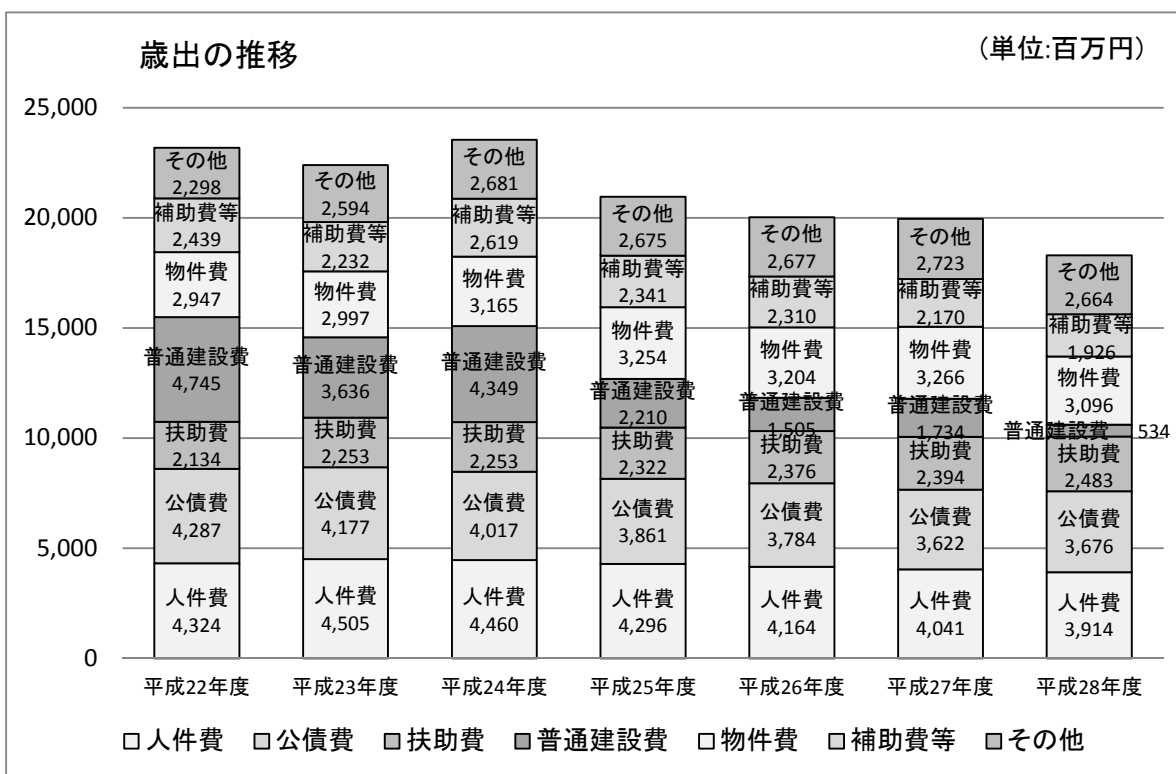 歳出の推移
(単位:百万円)
25,000
20,000
15,000
10,000
5,000
0
その他
2,298
補助費等
2,439
物件費
2,947
普通建設費
4,745
扶助費
2,134
公債費
4,287
人件費
4,324
平成22年度
その他
2,594
補助費等
2,232
物件費
2,997
普通建設費
3,636
扶助費
2,253
公債費
4,177
人件費
4,505
平成23年度
その他
2,681
補助費等
2,619
物件費
3,165
普通建設費
4,349
扶助費
2,253
公債費
4,017
人件費
4,460
平成24年度
その他
2,675
補助費等
2,341
物件費
3,254
普通建設費
2,210
扶助費
2,322
公債費
3,861
人件費
4,296
平成25年度
その他
2,677
補助費等
2,310
物件費
3,204
普通建設費
1,505
扶助費
2,376
公債費
3,784
人件費
4,164
平成26年度
その他
2,723
補助費等
2,170
物件費
3,266
普通建設費
1,734
扶助費
2,394
公債費
3,622
人件費
4,041
平成27年度
その他
2,664
補助費等
1,926
物件費
3,096
普通建設費 534
扶助費
2,483
公債費
3,676
人件費
3,914
平成28年度
人件費 公債費 扶助費 普通建設費 物件費 補助費等 その他